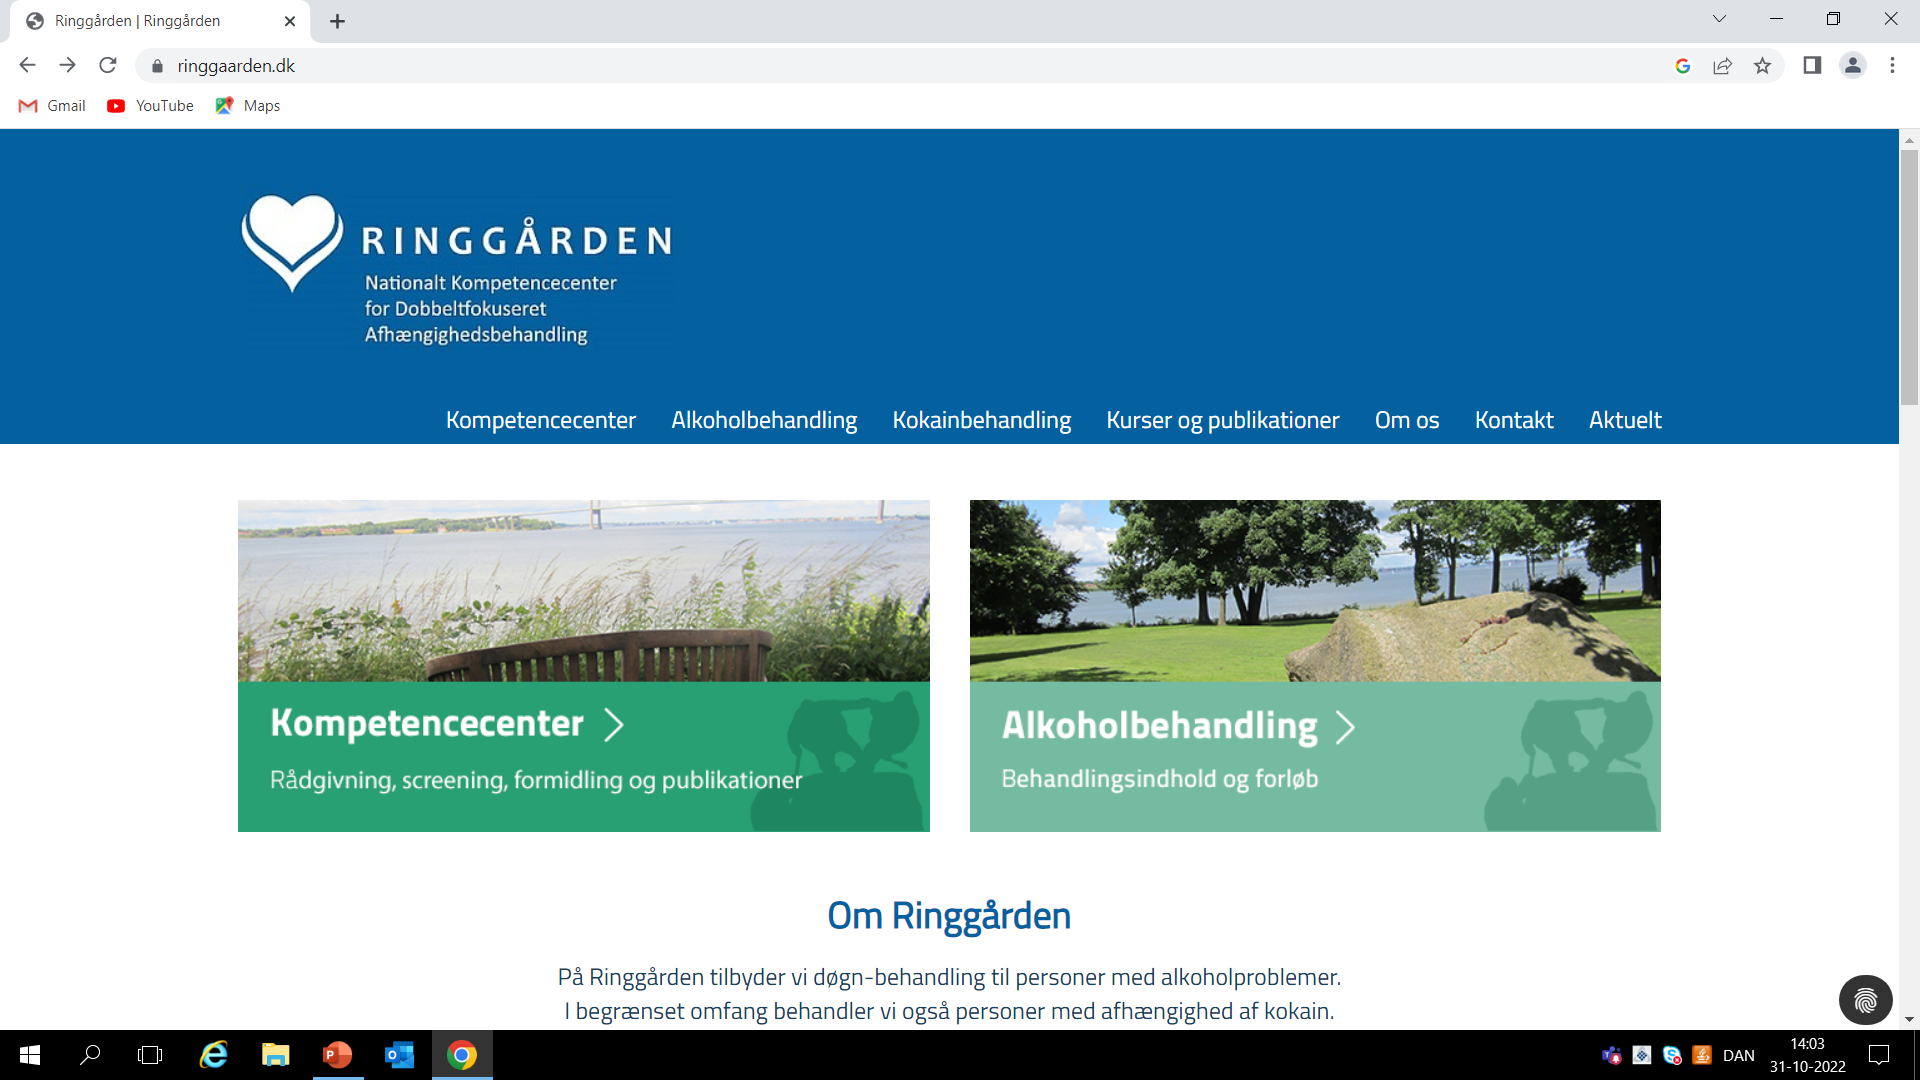 Ringgården | Ringgården
ringgaarden.dk
Gmail YouTube Maps
RINGGÅRDEN
Nationalt Kompetencecenter
for Dobbeltfokuseret
Afhængighedsbehandling
Kompetencecenter Alkoholbehandling Kokainbehandling Kurser og publikationer Om os Kontakt Aktuelt
Kompetencecenter
Rådgivning, screening, formidling og publikationer
Alkoholbehandling
Behandlingsindhold og forløb
Om Ringgården
På Ringgården tilbyder vi døgn-behandling til personer med alkoholproblemer.
I begrænset omfang behandler vi også personer med afhængighed af kokain.
DAN
14:03
31-10-2022